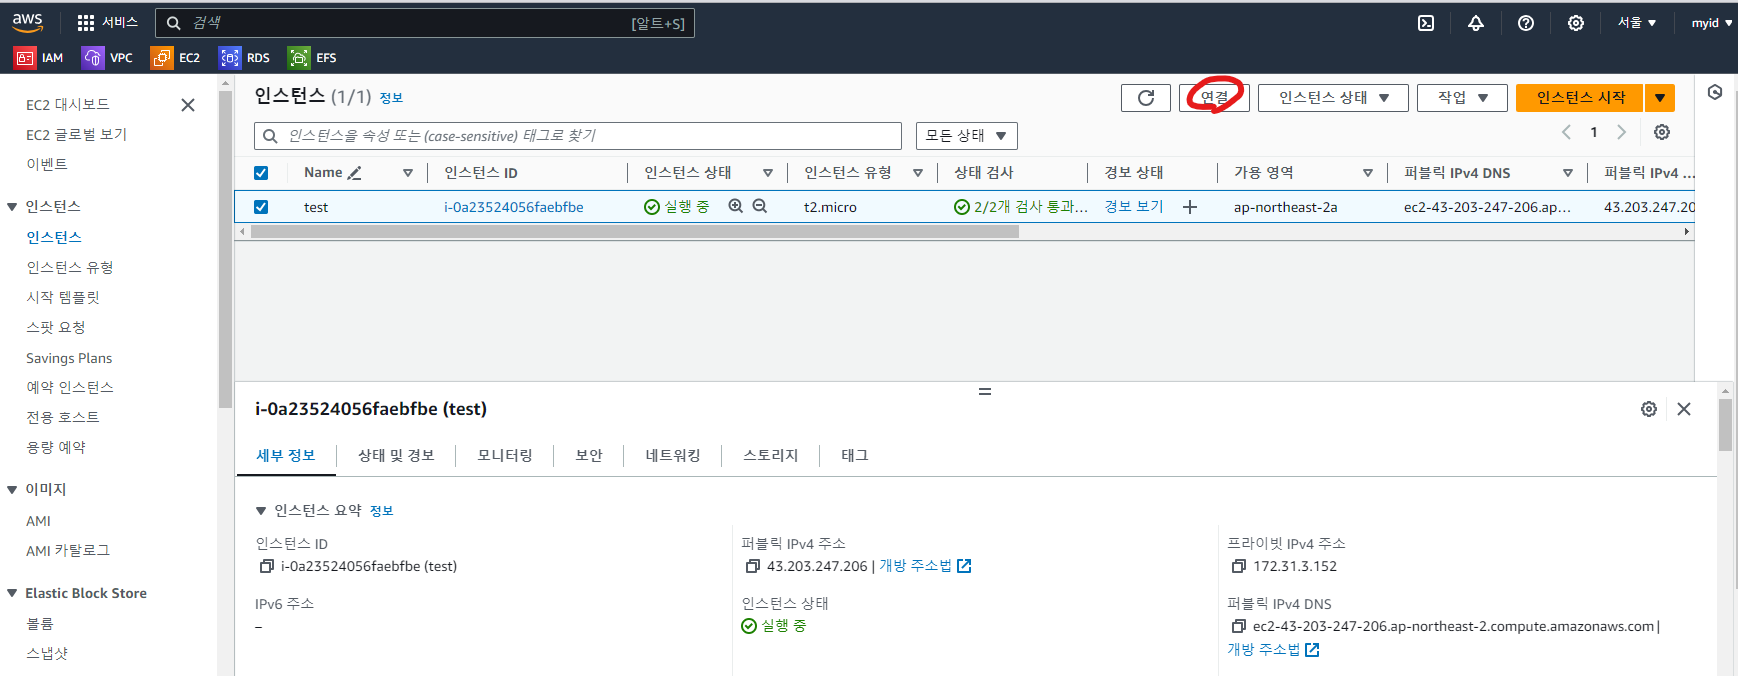 aws 서비스 검색 [알트+S] 서울 ▼ myid ▼
IAM VPC EC2 RDS EFS
EC2 대시보드
EC2 글로벌 보기
이벤트
▼ 인스턴스
인스턴스
인스턴스 유형
시작 템플릿
스팟 요청
Savings Plans
예약 인스턴스
전용 호스트
용량 예약
▼ 이미지
AMI
AMI 카탈로그
▼ Elastic Block Store
볼륨
스냅샷
인스턴스 (1/1) 정보
연결 인스턴스 상태 ▼ 작업 ▼ 인스턴스 시작 ▼
인스턴스을 속성 또는 (case-sensitive) 태그로 찾기 모든 상태 ▼ 1
Name 인스턴스 ID 인스턴스 상태 인스턴스 유형 상태 검사 경보 상태 가용 영역 퍼블릭 IPv4 DNS 퍼블릭 IPv4 ...
test i-0a23524056faebfbe 실행 중 t2.micro 2/2개 검사 통과... 경보 보기 + ap-northeast-2a ec2-43-203-247-206.ap... 43.203.247.20
i-0a23524056faebfbe (test)
세부 정보 상태 및 경보 모니터링 보안 네트워킹 스토리지 태그
▼ 인스턴스 요약 정보
인스턴스 ID
i-0a23524056faebfbe (test)
IPv6 주소
–
퍼블릭 IPv4 주소
43.203.247.206 | 개방 주소법
인스턴스 상태
실행 중
프라이빗 IPv4 주소
172.31.3.152
퍼블릭 IPv4 DNS
ec2-43-203-247-206.ap-northeast-2.compute.amazonaws.com |
개방 주소법